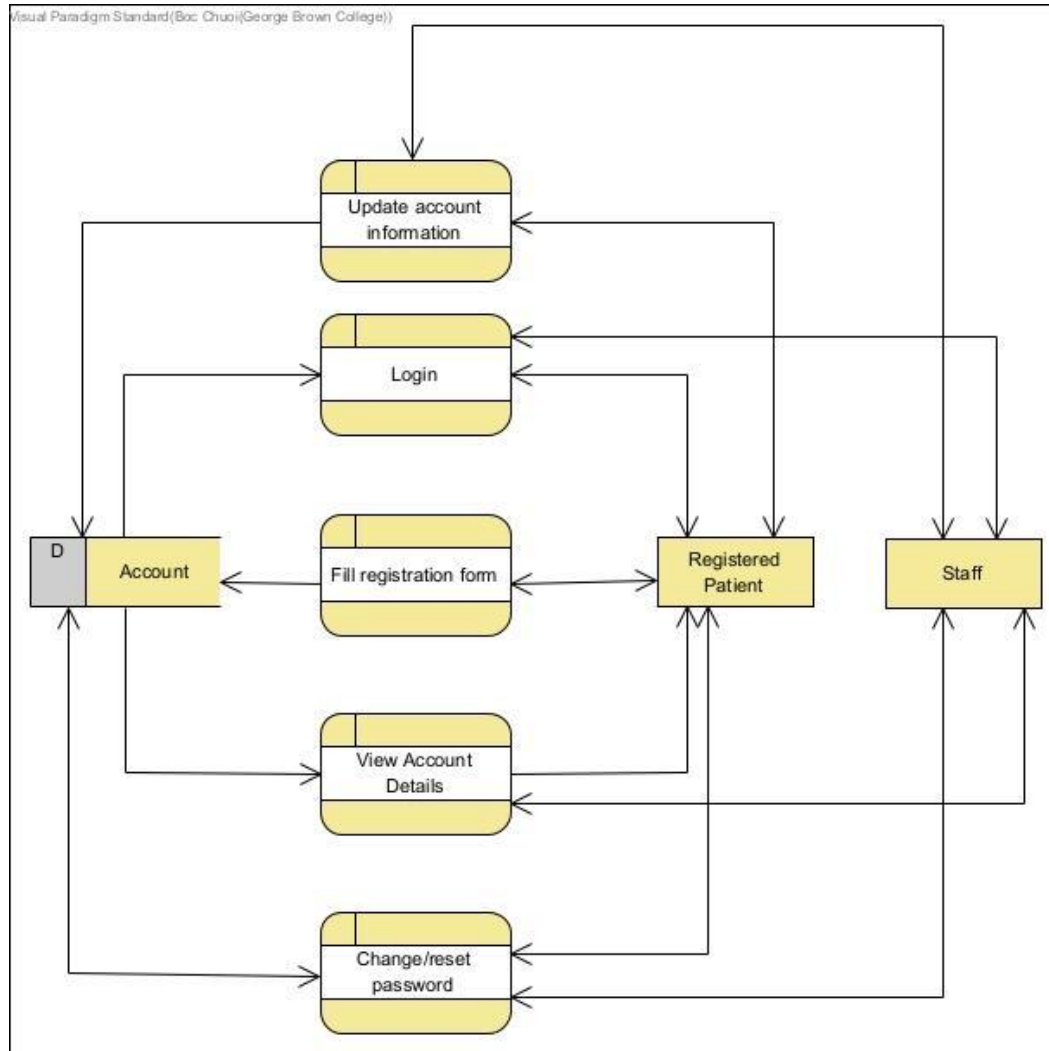 Visual Paradigm Standard(Boc Chuoi(George Brown College))
Update account
information
Login
D
Account
Fill registration form
Registered
Patient
Staff
View Account
Details
Change/reset
password